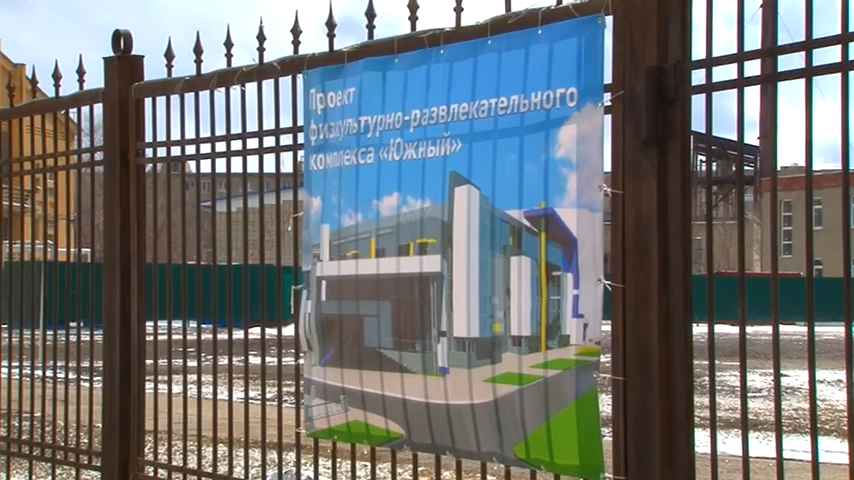 Проект
физкультурно-развлекательного
комплекса «Южный»